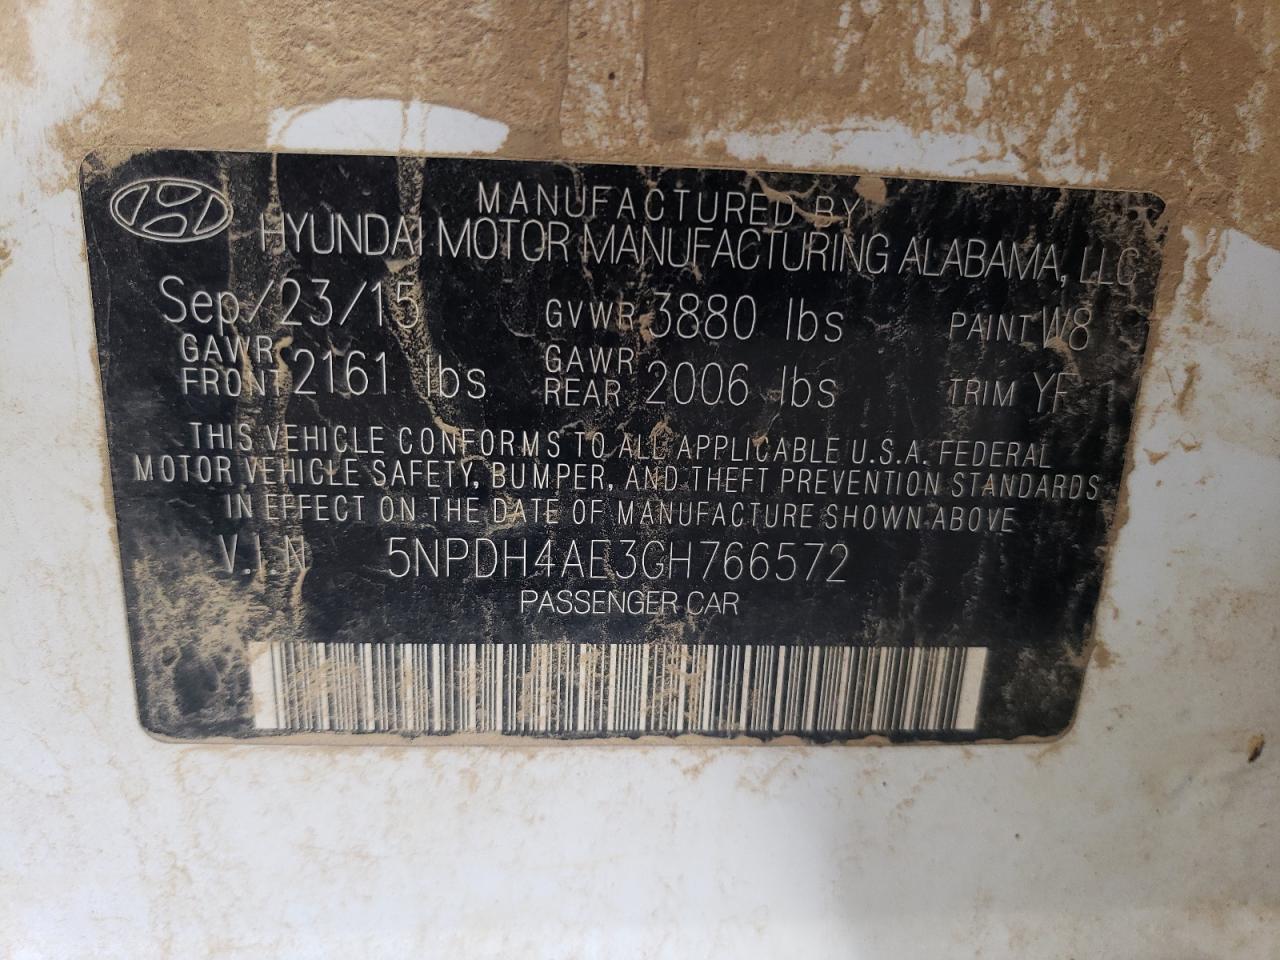 MANUFACTURED BY
HYUNDAI MOTOR MANUFACTURING ALABAMA, LLC
Sep/23/15 GVWR 3880 lbs PAINT W8
GAWR FRONT 2161 lbs GAWR REAR 2006 lbs TRIM YF
THIS VEHICLE CONFORMS TO ALL APPLICABLE U.S.A. FEDERAL
MOTOR VEHICLE SAFETY, BUMPER, AND THEFT PREVENTION STANDARDS
IN EFFECT ON THE DATE OF MANUFACTURE SHOWN ABOVE
V.I.N 5NPDH4AE3GH766572
PASSENGER CAR